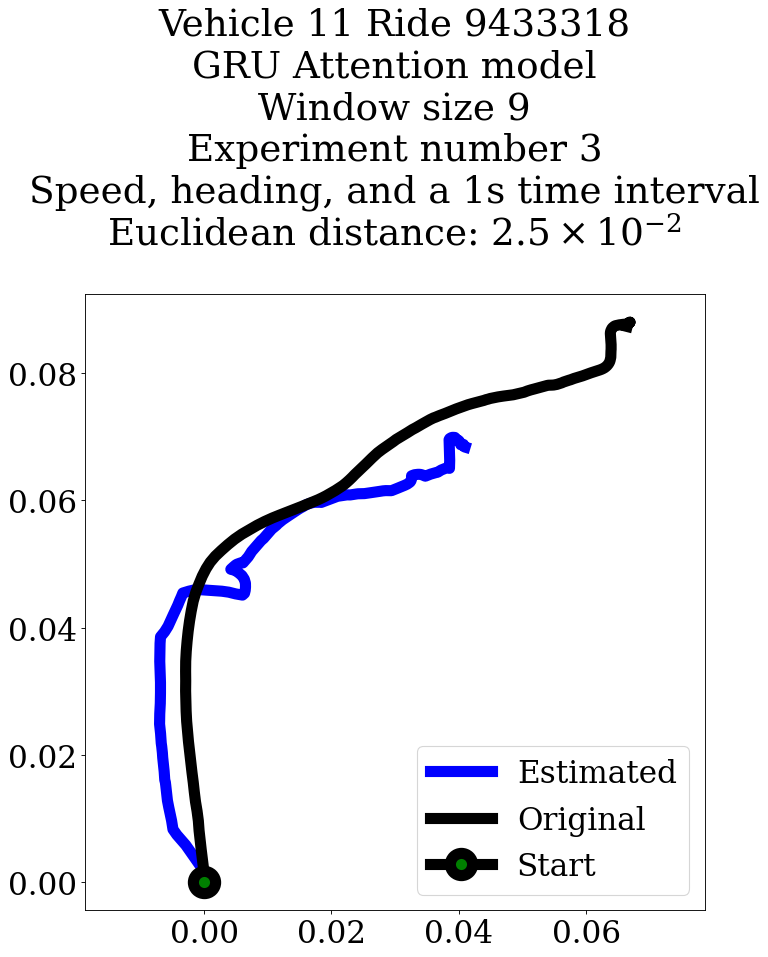 Vehicle 11 Ride 9433318
GRU Attention model
Window size 9
Experiment number 3
Speed, heading, and a 1s time interval
Euclidean distance: 2.5 × 10⁻²
0.08
0.06
0.04
0.02
0.00
Estimated
Original
Start
0.00 0.02 0.04 0.06